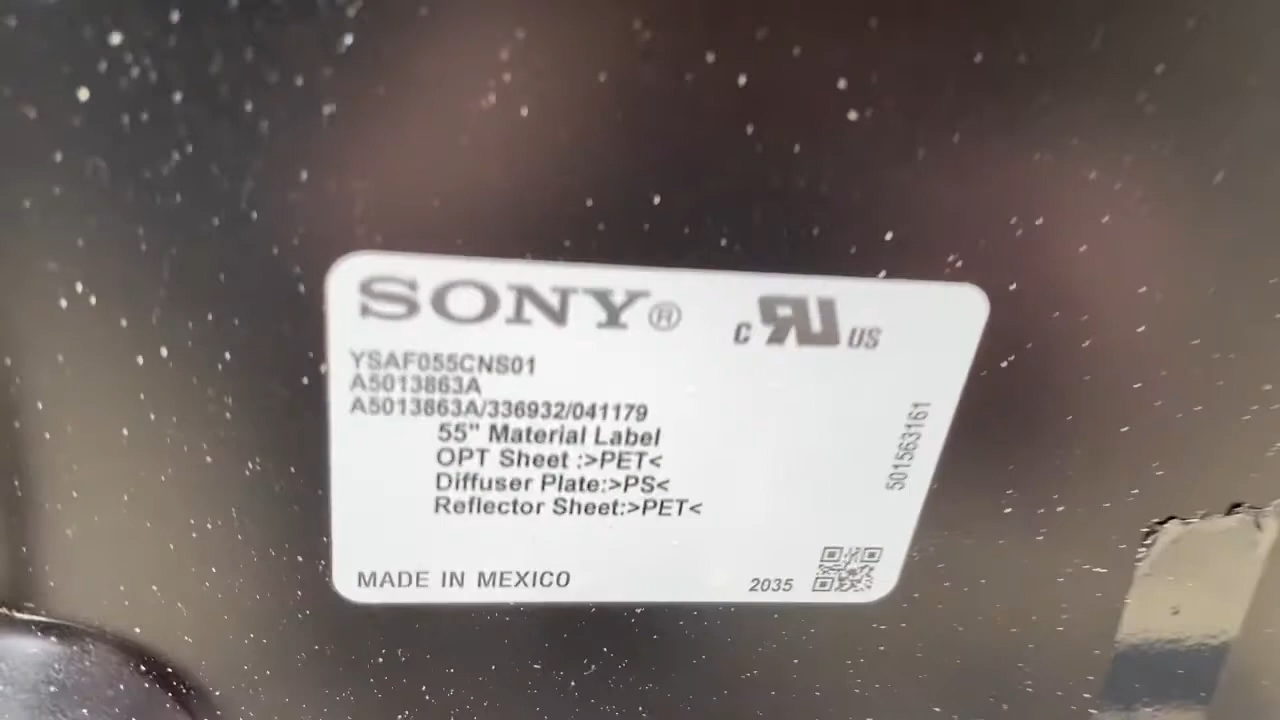 SONY®
C RU US
YSAF055CNS01
A5013863A
A5013863A/336932/041179
55" Material Label
OPT Sheet :>PET<
Diffuser Plate:>PS<
Reflector Sheet:>PET<
501563161
MADE IN MEXICO
2035